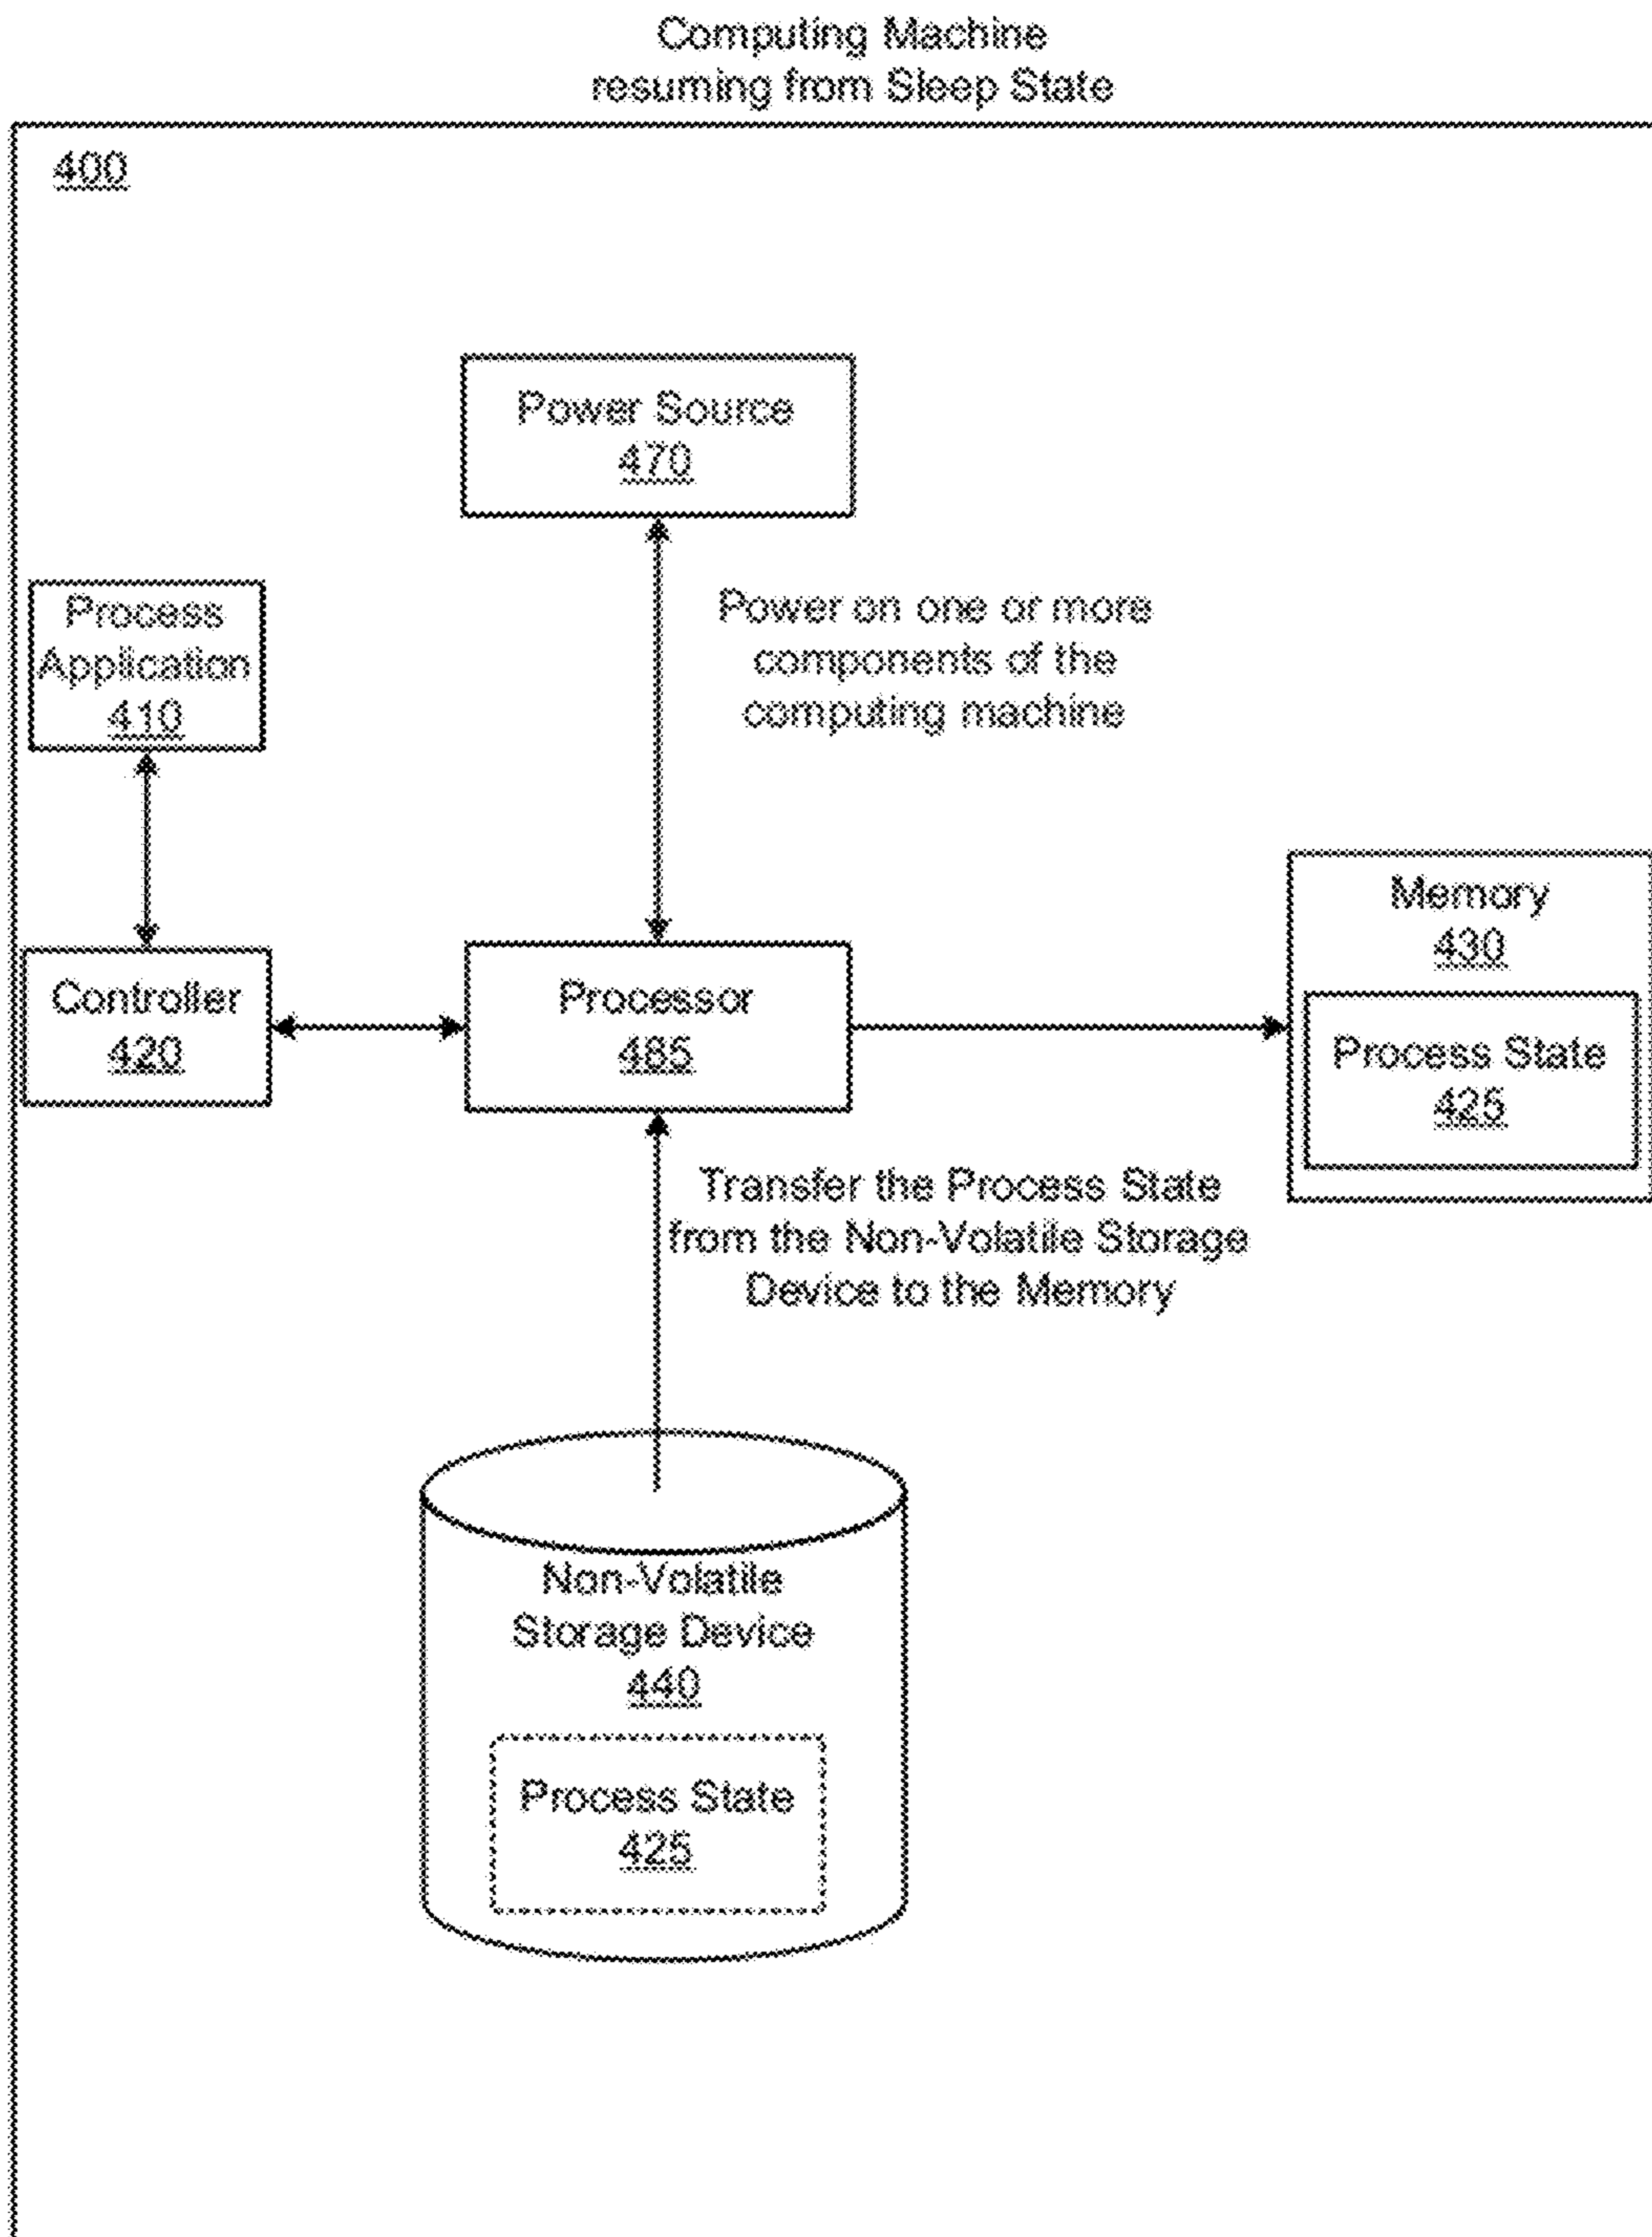 Computing Machine
resuming from Sleep State
400
Power Source
470
Process
Application
410
Power on one or more
components of the
computing machine
Memory
430
Controller
420
Processor
485
Process State
425
Transfer the Process State
from the Non-Volatile Storage
Device to the Memory
Non-Volatile
Storage Device
440
Process State
425